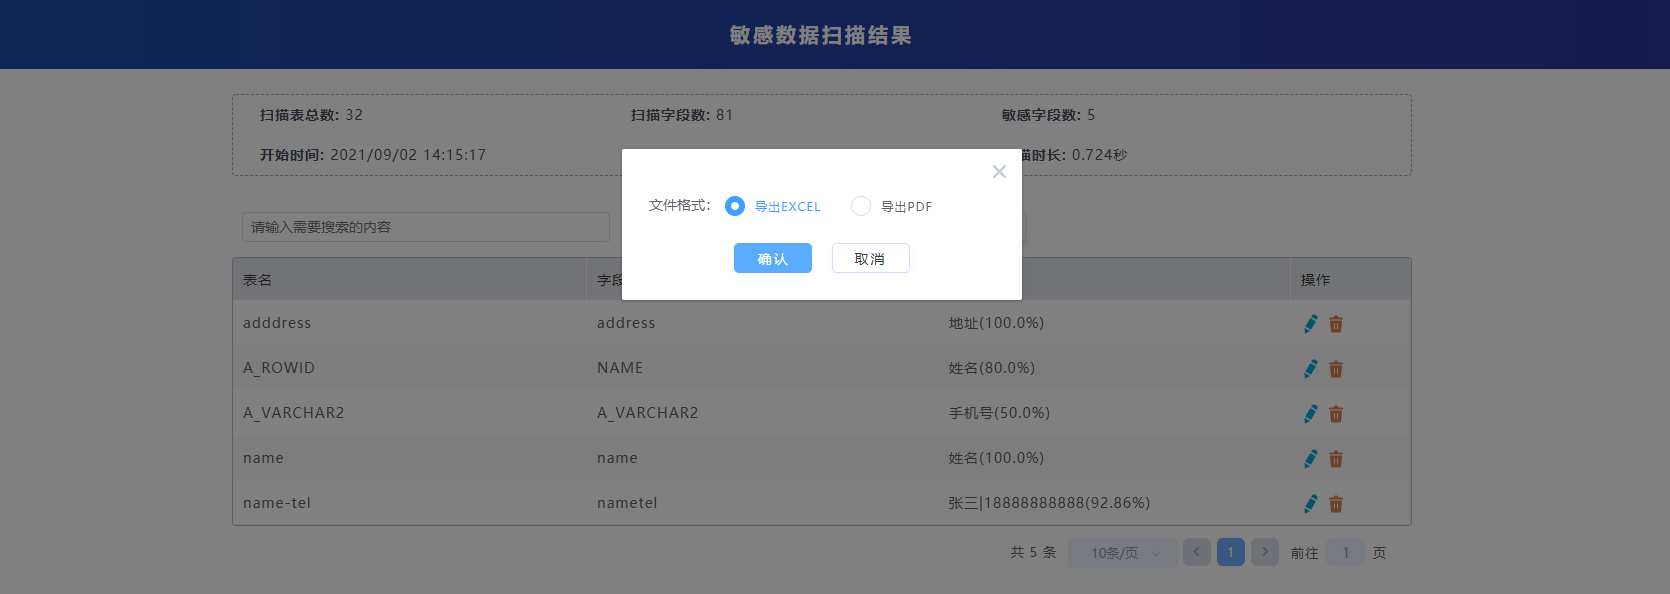 敏感数据扫描结果
扫描表总数: 32 扫描字段数: 81 敏感字段数: 5
开始时间: 2021/09/02 14:15:17 描时长: 0.724秒
文件格式: 导出EXCEL 导出PDF
请输入需要搜索的内容
确认 取消
表名 字段 操作
adddress address 地址(100.0%)
A_ROWID NAME 姓名(80.0%)
A_VARCHAR2 A_VARCHAR2 手机号(50.0%)
name name 姓名(100.0%)
name-tel nametel 张三|18888888888(92.86%)
共 5 条 10条/页 1 前往 1 页